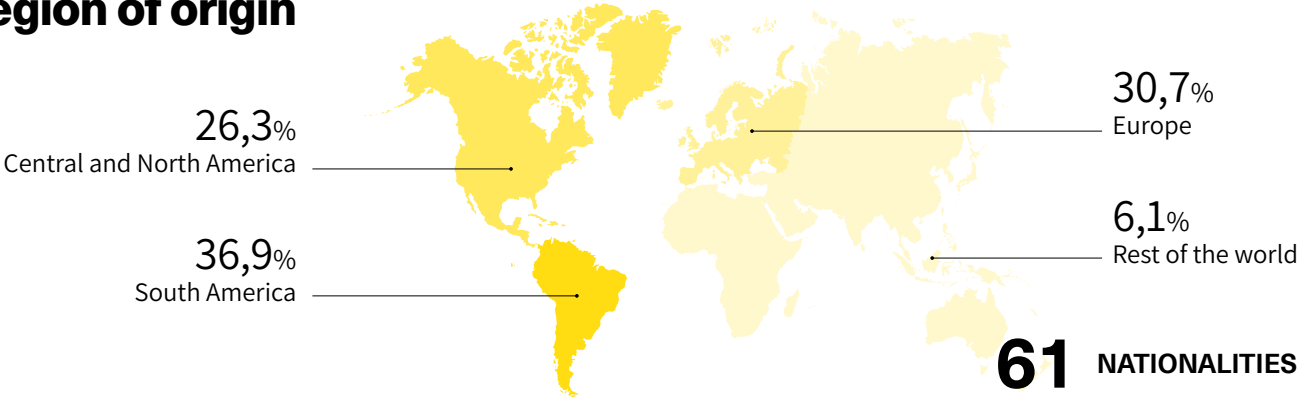 egion of origin
26,3%
Central and North America
36,9%
South America
30,7%
Europe
6,1%
Rest of the world
61 NATIONALITIES